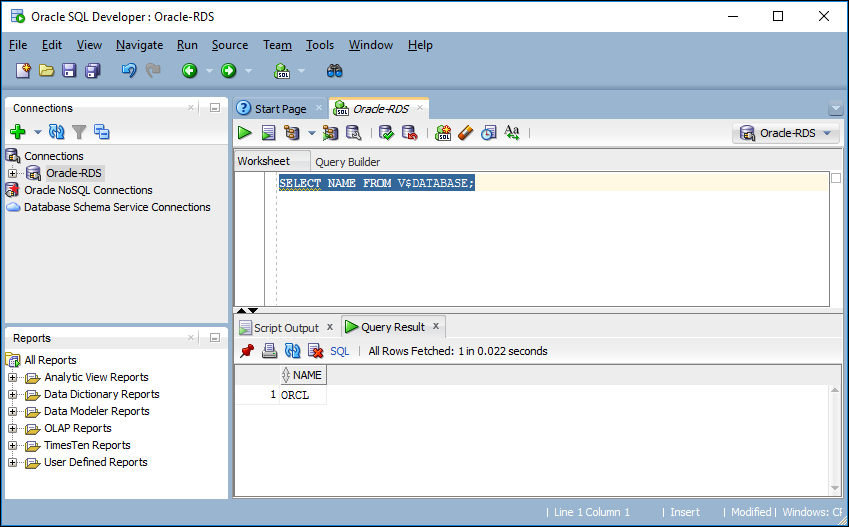 Oracle SQL Developer : Oracle-RDS
File Edit View Navigate Run Source Team Tools Window Help
SQL
Connections
Connections
Oracle-RDS
Oracle NoSQL Connections
Database Schema Service Connections
Reports
All Reports
Analytic View Reports
Data Dictionary Reports
Data Modeler Reports
OLAP Reports
TimesTen Reports
User Defined Reports
Start Page
Oracle-RDS
Aa
Oracle-RDS
Worksheet Query Builder
SELECT NAME FROM V$DATABASE;
Script Output x Query Result x
SQL | All Rows Fetched: 1 in 0.022 seconds
NAME
1 ORCL
| Line 1 Column 1 | Insert | Modified | Windows: CR